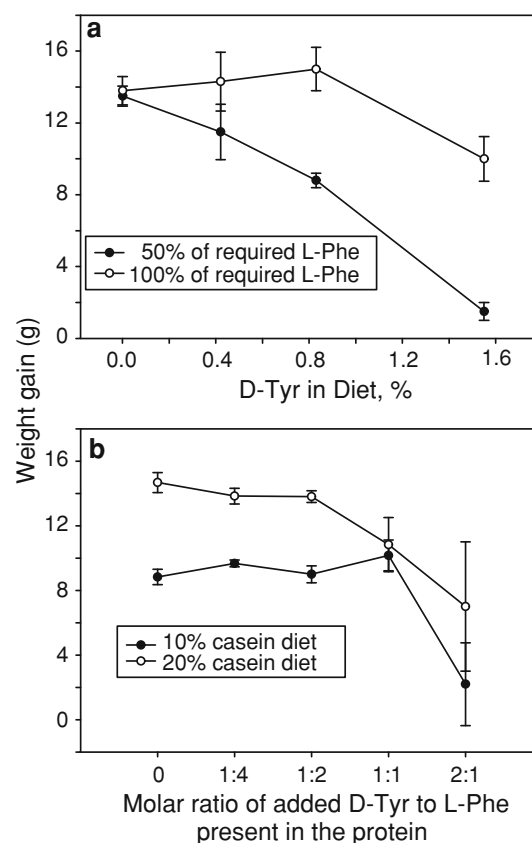 a
16
12
8
4
0
50% of required L-Phe
100% of required L-Phe
0.0 0.4 0.8 1.2 1.6
D-Tyr in Diet, %
Weight gain (g)
b
16
12
8
4
0
10% casein diet
20% casein diet
0 1:4 1:2 1:1 2:1
Molar ratio of added D-Tyr to L-Phe
present in the protein